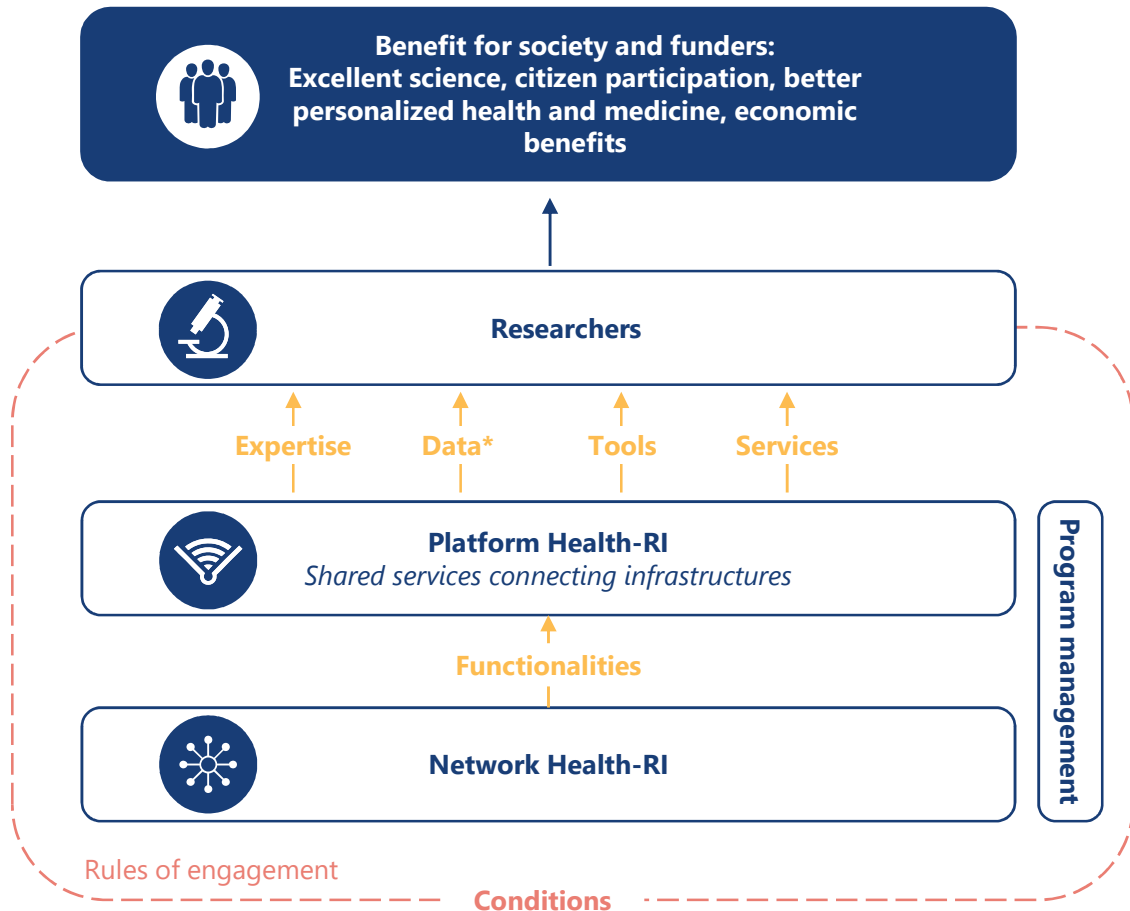 Benefit for society and funders:
Excellent science, citizen participation, better
personalized health and medicine, economic
benefits
Researchers
Expertise
Data*
Tools
Services
Platform Health-RI
Shared services connecting infrastructures
Program management
Functionalities
Network Health-RI
Rules of engagement
Conditions